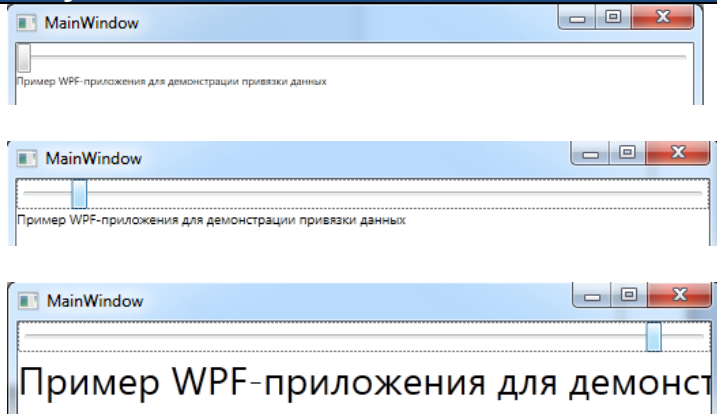 MainWindow
Пример WPF-приложения для демонстрации привязки данных
MainWindow
Пример WPF-приложения для демонстрации привязки данных
MainWindow
Пример WPF-приложения для демонст